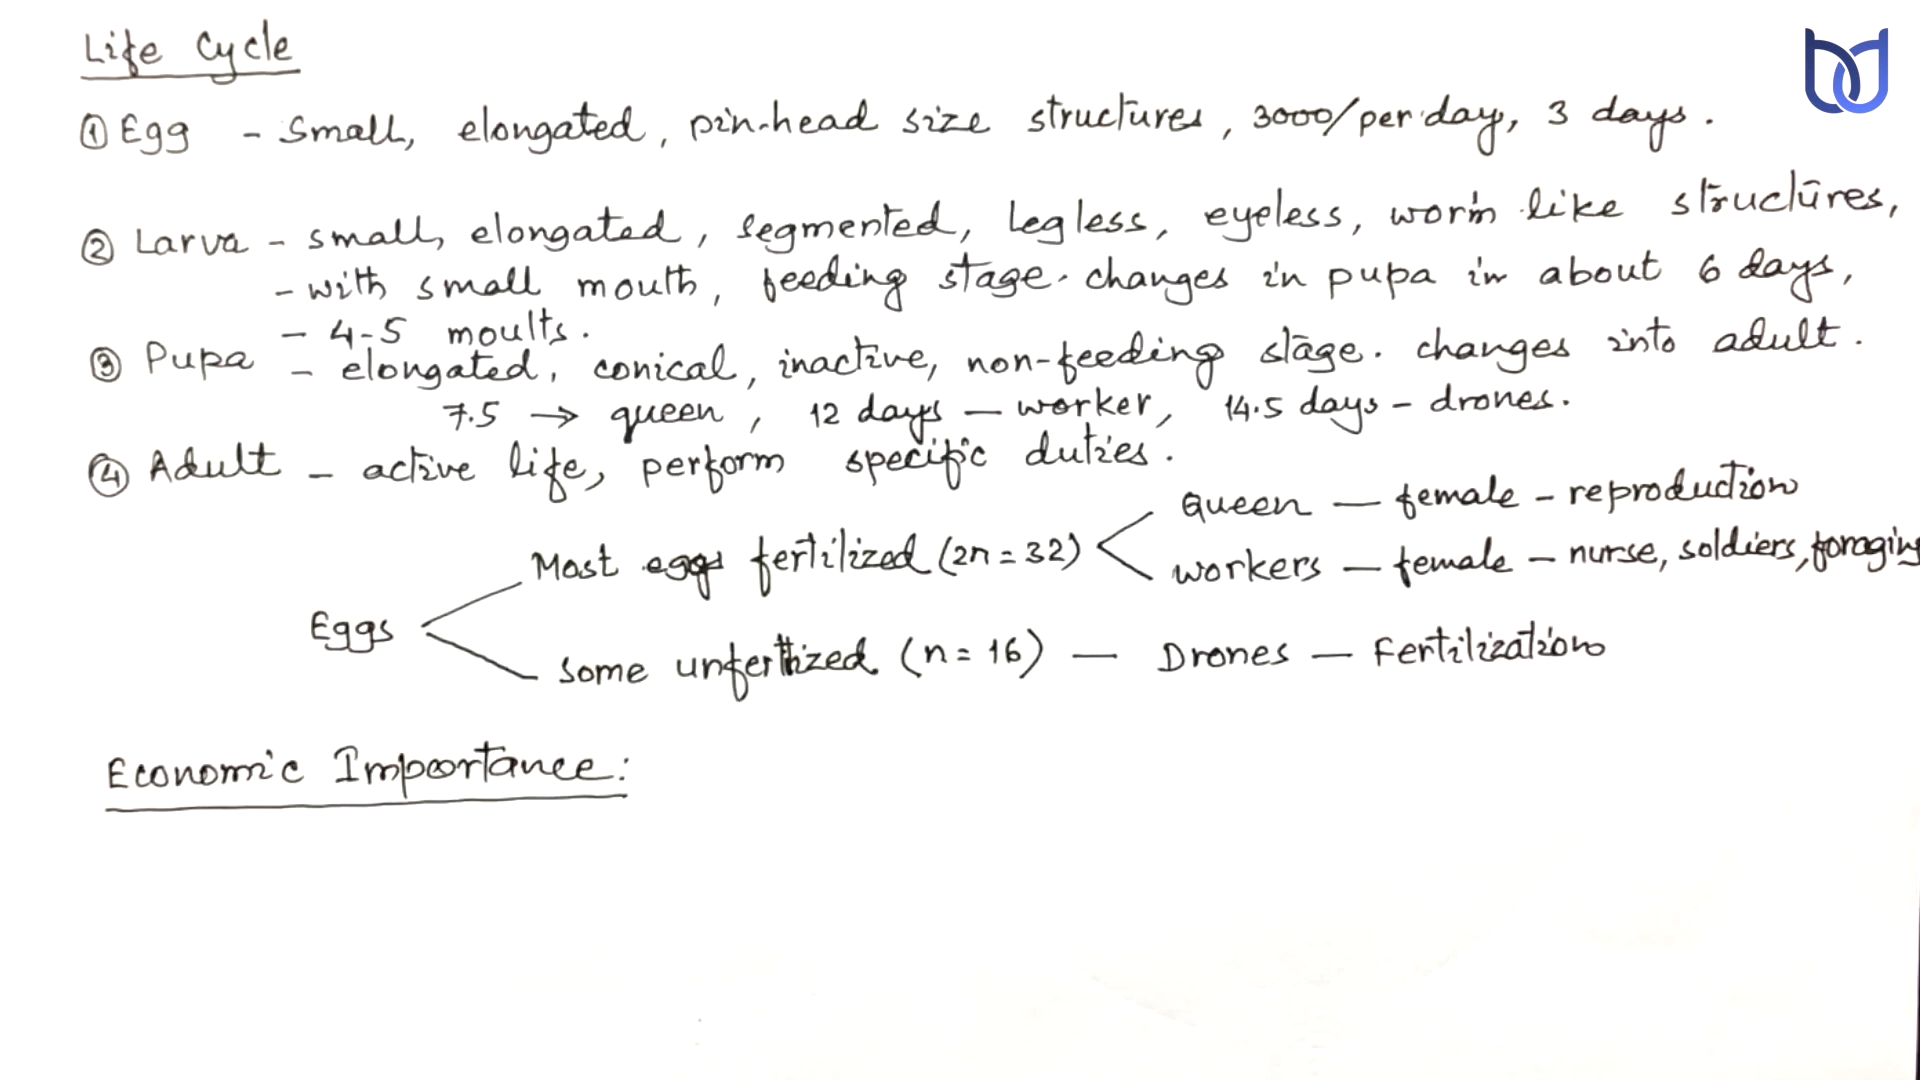 Life Cycle
① Egg - Small, elongated, pin-head size structures, 3000/per day, 3 days.
② Larva - small, elongated, segmented, legless, eyeless, worm like structures,
- with small mouth, feeding stage. changes in pupa in about 6 days,
- 4-5 moults.
③ Pupa - elongated, conical, inactive, non-feeding stage. changes into adult.
7.5 → queen, 12 days — worker, 14.5 days - drones.
④ Adult - active life, perform specific duties.
Queen — female - reproduction
Most eggs fertilized (2n = 32)
workers — female — nurse, soldiers, foraging
Eggs
some unfertilized (n = 16) — Drones — Fertilization
Economic Importance: